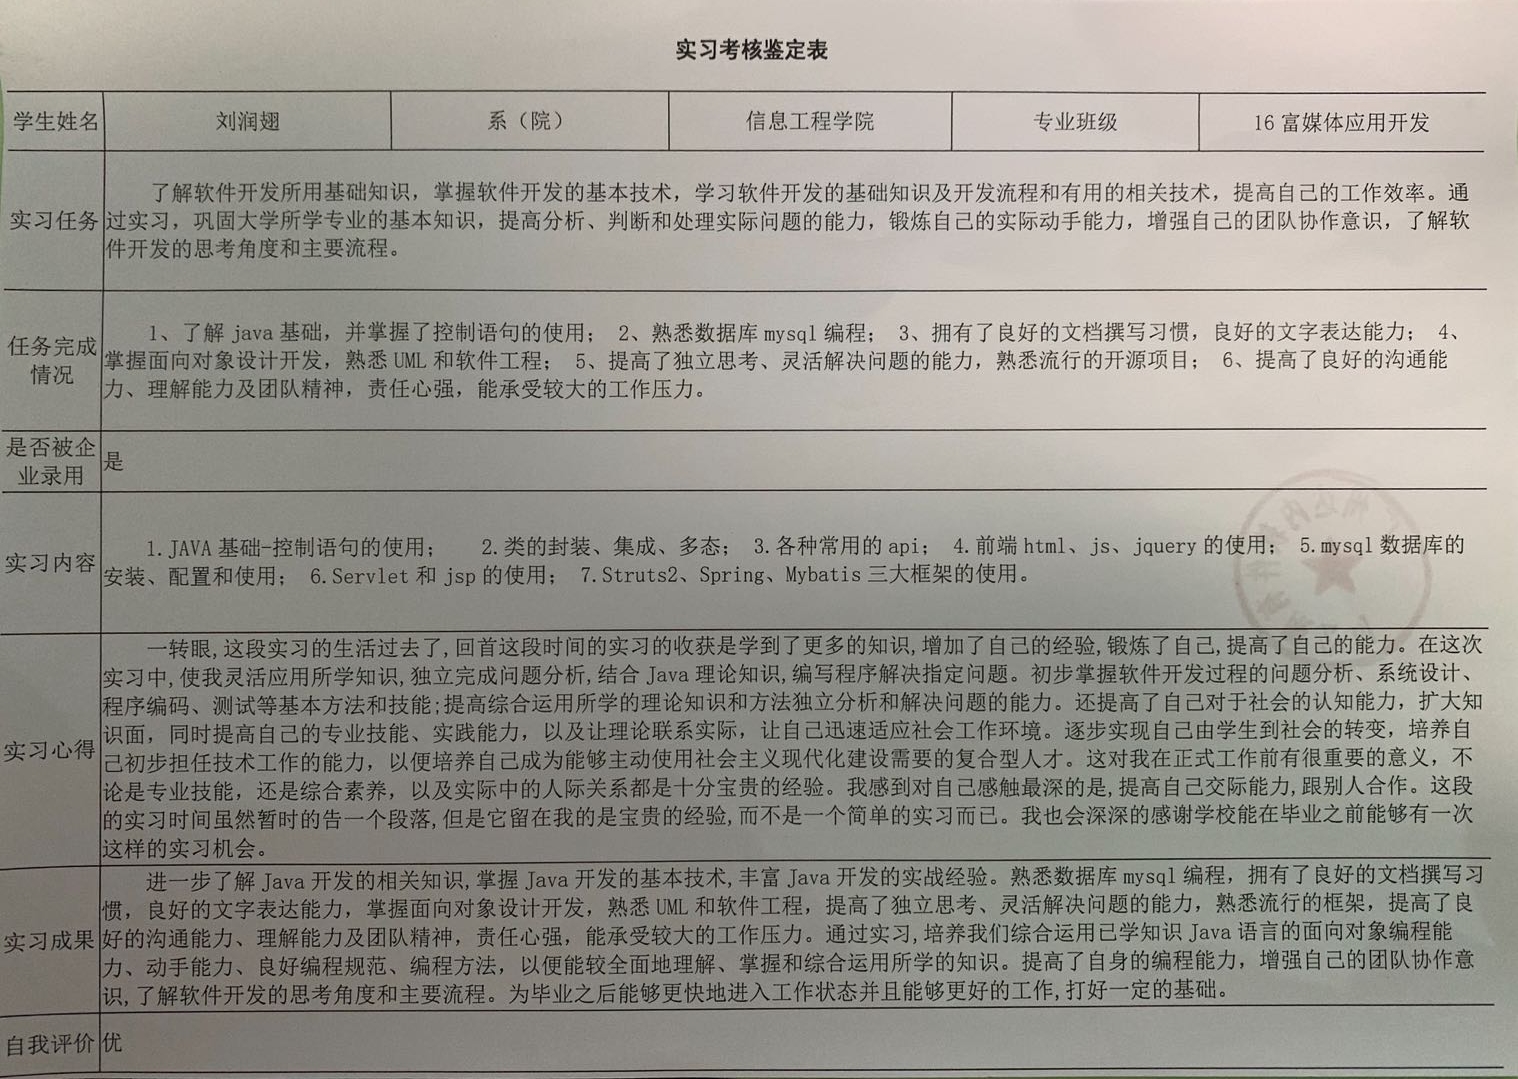 实习考核鉴定表
学生姓名 刘润翅 系（院） 信息工程学院 专业班级 16富媒体应用开发
实习任务
了解软件开发所用基础知识，掌握软件开发的基本技术，学习软件开发的基础知识及开发流程和有用的相关技术，提高自己的工作效率。通
过实习，巩固大学所学专业的基本知识，提高分析、判断和处理实际问题的能力，锻炼自己的实际动手能力，增强自己的团队协作意识，了解软
件开发的思考角度和主要流程。
任务完成
情况
1、了解 java 基础，并掌握了控制语句的使用； 2、熟悉数据库 mysql 编程； 3、拥有了良好的文档撰写习惯，良好的文字表达能力； 4、
掌握面向对象设计开发，熟悉 UML 和软件工程； 5、提高了独立思考、灵活解决问题的能力，熟悉流行的开源项目； 6、提高了良好的沟通能
力、理解能力及团队精神，责任心强，能承受较大的工作压力。
是否被企
业录用
是
实习内容
1.JAVA 基础-控制语句的使用； 2.类的封装、集成、多态； 3.各种常用的 api； 4.前端 html、js、jquery 的使用； 5.mysql 数据库的
安装、配置和使用； 6.Servlet 和 jsp 的使用； 7.Struts2、Spring、Mybatis 三大框架的使用。
实习心得
一转眼,这段实习的生活过去了,回首这段时间的实习的收获是学到了更多的知识,增加了自己的经验,锻炼了自己,提高了自己的能力。在这次
实习中,使我灵活应用所学知识,独立完成问题分析,结合 Java 理论知识,编写程序解决指定问题。初步掌握软件开发过程的问题分析、系统设计、
程序编码、测试等基本方法和技能;提高综合运用所学的理论知识和方法独立分析和解决问题的能力。还提高了自己对于社会的认知能力，扩大知
识面，同时提高自己的专业技能、实践能力，以及让理论联系实际，让自己迅速适应社会工作环境。逐步实现自己由学生到社会的转变，培养自
己初步担任技术工作的能力，以便培养自己成为能够主动使用社会主义现代化建设需要的复合型人才。这对我在正式工作前有很重要的意义，不
论是专业技能，还是综合素养，以及实际中的人际关系都是十分宝贵的经验。我感到对自己感触最深的是,提高自己交际能力,跟别人合作。这段
的实习时间虽然暂时的告一个段落,但是它留在我的是宝贵的经验,而不是一个简单的实习而已。我也会深深的感谢学校能在毕业之前能够有一次
这样的实习机会。
实习成果
进一步了解 Java 开发的相关知识,掌握 Java 开发的基本技术,丰富 Java 开发的实战经验。熟悉数据库 mysql 编程，拥有了良好的文档撰写习
惯，良好的文字表达能力，掌握面向对象设计开发，熟悉 UML 和软件工程，提高了独立思考、灵活解决问题的能力，熟悉流行的框架，提高了良
好的沟通能力、理解能力及团队精神，责任心强，能承受较大的工作压力。通过实习,培养我们综合运用已学知识 Java 语言的面向对象编程能
力、动手能力、良好编程规范、编程方法，以便能较全面地理解、掌握和综合运用所学的知识。提高了自身的编程能力，增强自己的团队协作意
识,了解软件开发的思考角度和主要流程。为毕业之后能够更快地进入工作状态并且能够更好的工作,打好一定的基础。
自我评价 优